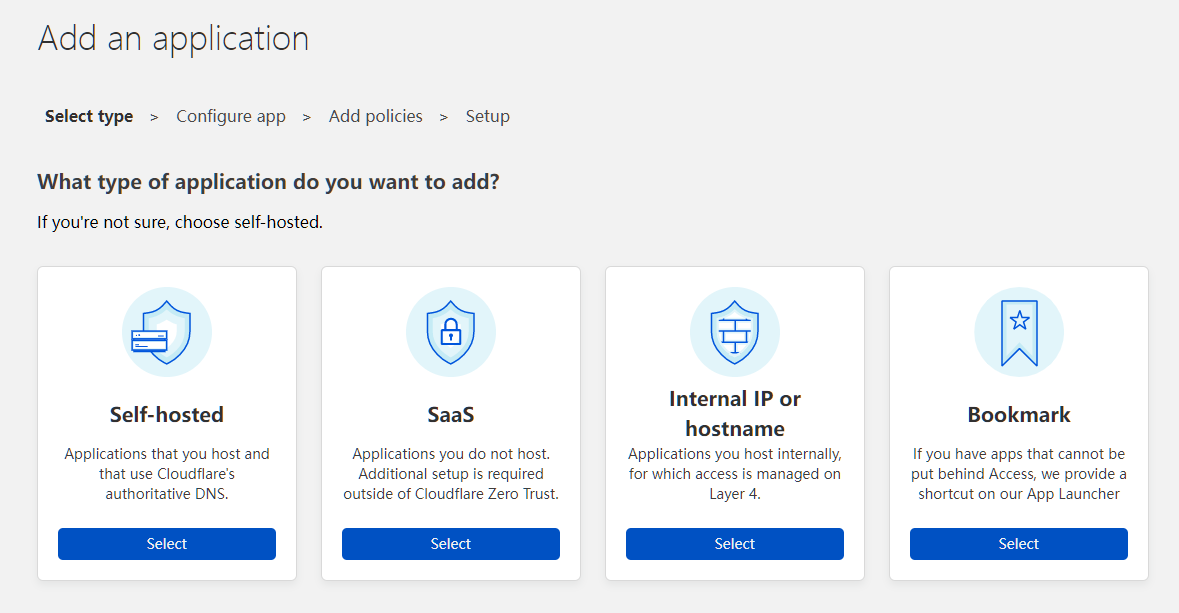 Add an application
Select type > Configure app > Add policies > Setup
What type of application do you want to add?
If you're not sure, choose self-hosted.
Self-hosted
Applications that you host and
that use Cloudflare's
authoritative DNS.
Select
SaaS
Applications you do not host.
Additional setup is required
outside of Cloudflare Zero Trust.
Select
Internal IP or
hostname
Applications you host internally,
for which access is managed on
Layer 4.
Select
Bookmark
If you have apps that cannot be
put behind Access, we provide a
shortcut on our App Launcher
Select